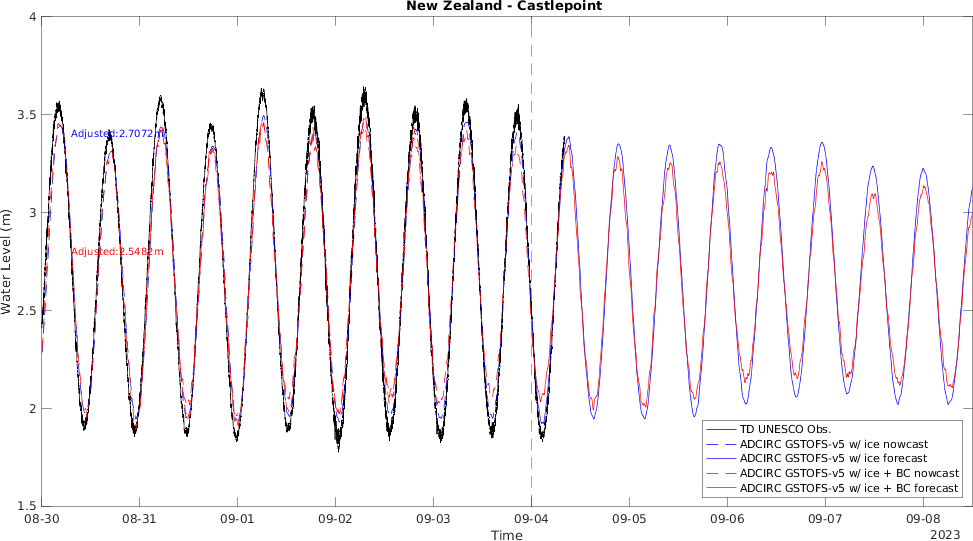 New Zealand - Castlepoint
4
3.5
3
2.5
2
1.5
Water Level (m)
Adjusted:2.7072m
Adjusted:2.5482m
TD UNESCO Obs.
ADCIRC GSTOFS-v5 w/ ice nowcast
ADCIRC GSTOFS-v5 w/ ice forecast
ADCIRC GSTOFS-v5 w/ ice + BC nowcast
ADCIRC GSTOFS-v5 w/ ice + BC forecast
08-30 08-31 09-01 09-02 09-03 09-04 09-05 09-06 09-07 09-08
Time
2023